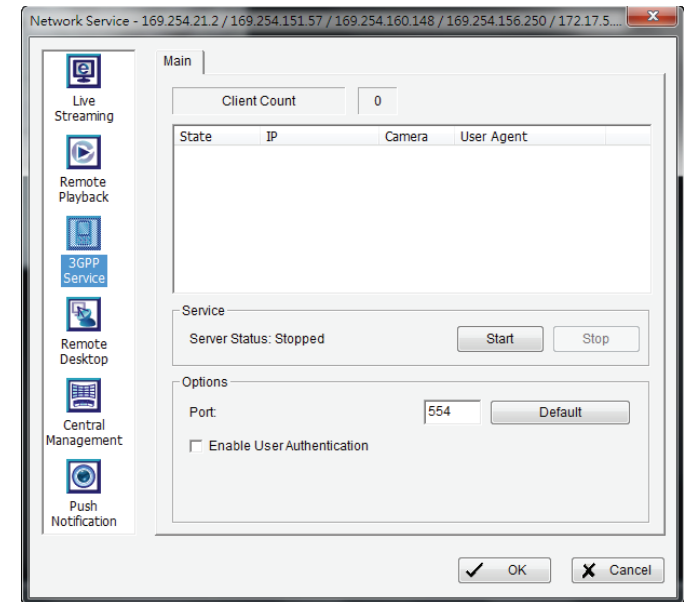 Network Service - 169.254.21.2 / 169.254.151.57 / 169.254.160.148 / 169.254.156.250 / 172.17.5....
Live
Streaming
Remote
Playback
3GPP
Service
Remote
Desktop
Central
Management
Push
Notification
Main
Client Count 0
State IP Camera User Agent
Service
Server Status: Stopped Start Stop
Options
Port: 554 Default
Enable User Authentication
OK Cancel